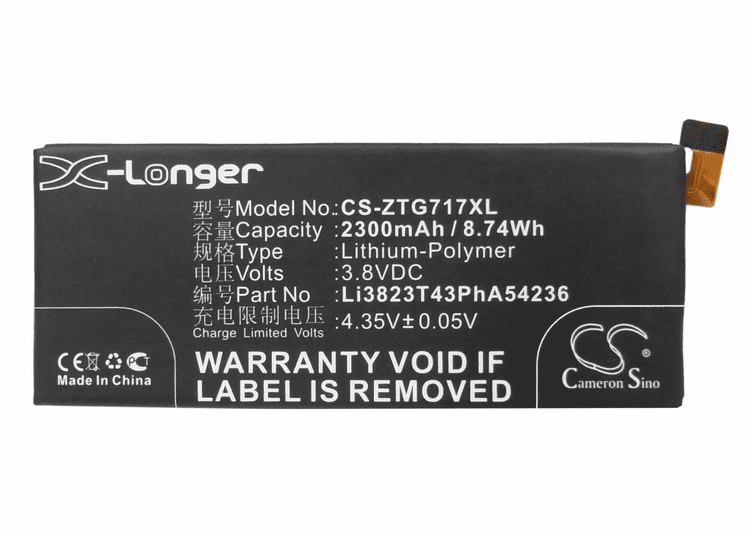 X-Longer
型号Model No.:CS-ZTG717XL
容量Capacity :2300mAh / 8.74Wh
规格Type :Lithium-Polymer
电压Volts :3.8VDC
编号Part No :Li3823T43PhA54236
充电限制电压 :4.35V±0.05V
Charge Limited Volts
CE PCT
Made In China
WARRANTY VOID IF
LABEL IS REMOVED
CS®
Cameron Sino